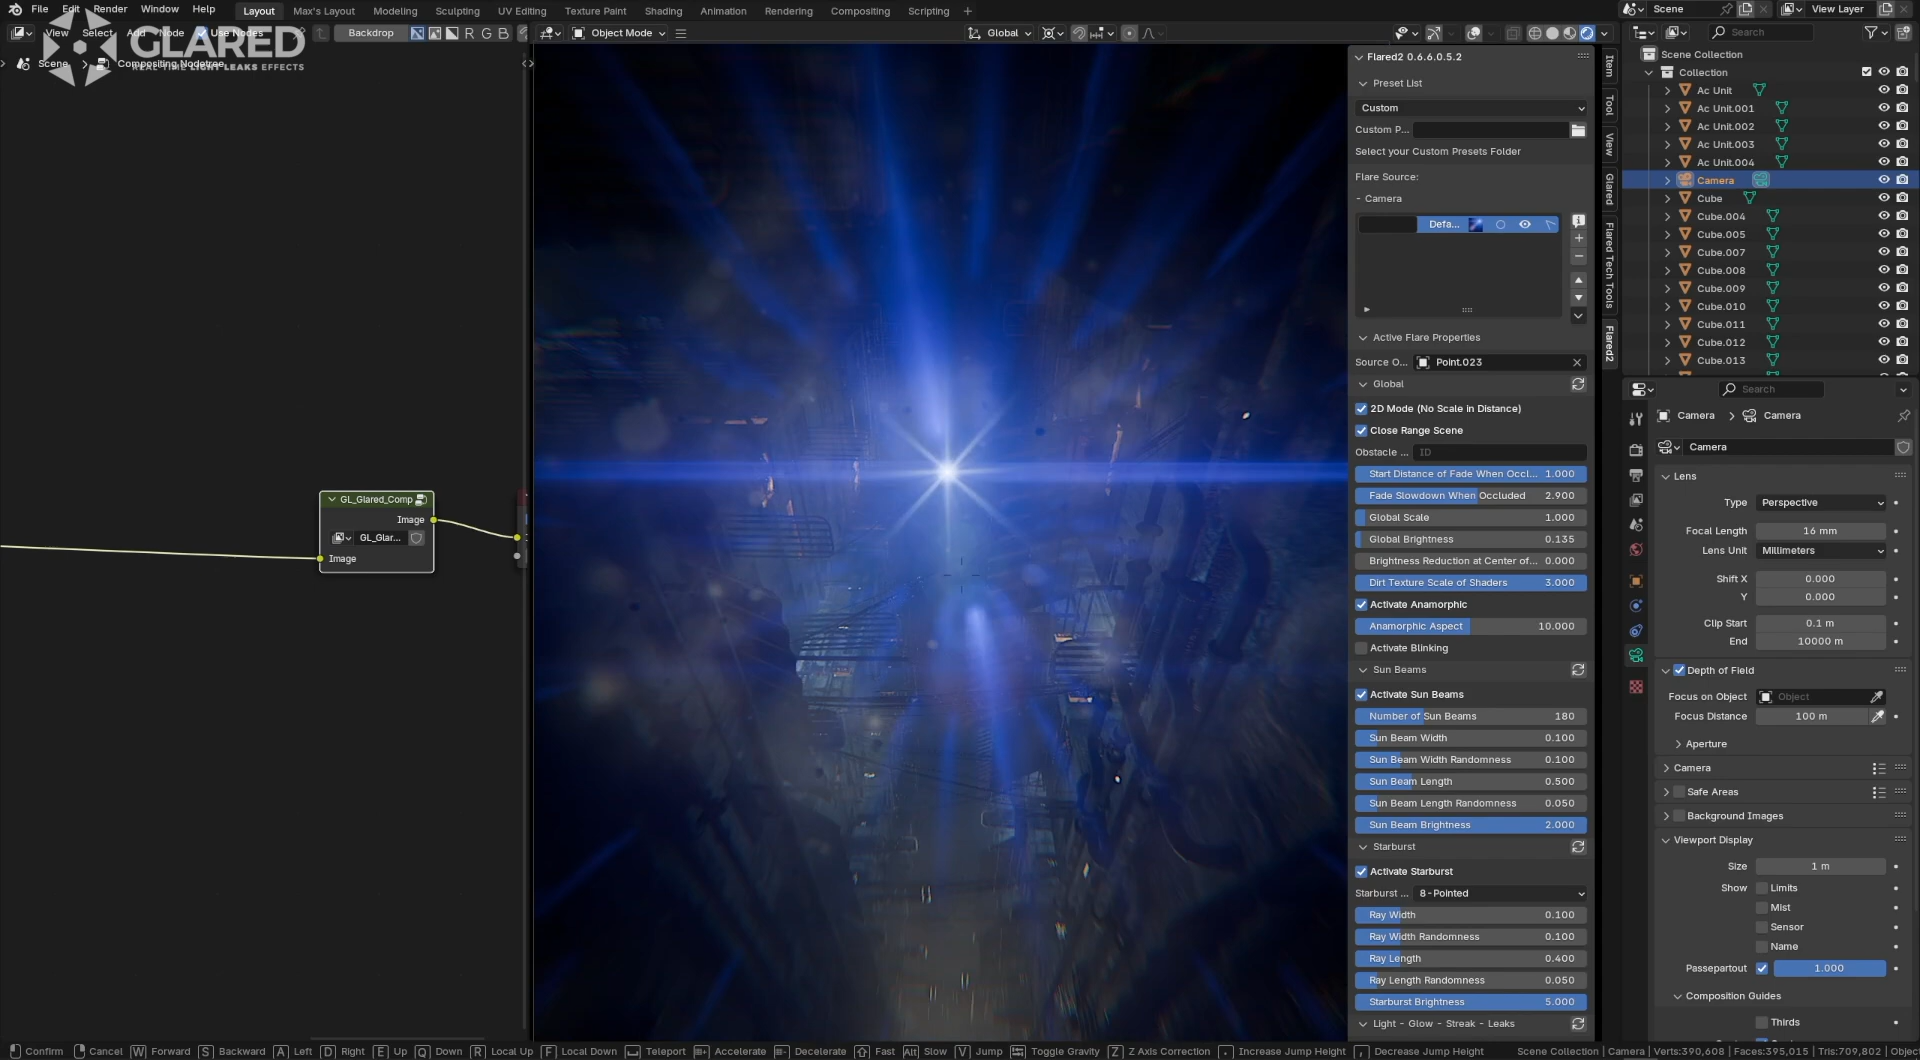 File Edit Render Window Help Layout Max's Layout Modeling Sculpting UV Editing Texture Paint Shading Animation Rendering Compositing Scripting + Scene View Layer
View Select Add Node Use Nodes Backdrop R G B Object Mode Global Search
GLARED
REAL-TIME LIGHT LEAKS EFFECTS
Scene > Compositing Nodetree
GL_Glared_Comp
Image
GL_Glar...
Image
Flared2 0.6.6.0.5.2
Preset List
Custom
Custom P...
Select your Custom Presets Folder
Flare Source:
- Camera
Defa...
Active Flare Properties
Source O... Point.023
Global
2D Mode (No Scale in Distance)
Close Range Scene
Obstacle ... ID
Start Distance of Fade When Occl... 1.000
Fade Slowdown When Occluded 2.900
Global Scale 1.000
Global Brightness 0.135
Brightness Reduction at Center of... 0.000
Dirt Texture Scale of Shaders 3.000
Activate Anamorphic
Anamorphic Aspect 10.000
Activate Blinking
Sun Beams
Activate Sun Beams
Number of Sun Beams 180
Sun Beam Width 0.100
Sun Beam Width Randomness 0.100
Sun Beam Length 0.500
Sun Beam Length Randomness 0.050
Sun Beam Brightness 2.000
Starburst
Activate Starburst
Starburst ... 8-Pointed
Ray Width 0.100
Ray Width Randomness 0.100
Ray Length 0.400
Ray Length Randomness 0.050
Starburst Brightness 5.000
Light - Glow - Streak - Leaks
Item
Tool
View
Glared
Flared Tech Tools
Flared2
Scene Collection
Collection
Ac Unit
Ac Unit.001
Ac Unit.002
Ac Unit.003
Ac Unit.004
Camera
Cube
Cube.004
Cube.005
Cube.007
Cube.008
Cube.009
Cube.010
Cube.011
Cube.012
Cube.013
Search
Camera > Camera
Camera
Lens
Type Perspective
Focal Length 16 mm
Lens Unit Millimeters
Shift X 0.000
Y 0.000
Clip Start 0.1 m
End 10000 m
Depth of Field
Focus on Object Object
Focus Distance 100 m
Aperture
Camera
Safe Areas
Background Images
Viewport Display
Size 1 m
Show Limits
Mist
Sensor
Name
Passepartout 1.000
Composition Guides
Thirds
Confirm Cancel W Forward S Backward A Left D Right E Up Q Down R Local Up F Local Down Teleport Accelerate Decelerate Fast Alt Slow V Jump Toggle Gravity Z Z Axis Correction . Increase Jump Height , Decrease Jump Height Scene Collection | Camera | Verts:390,608 | Faces:395,015 | Tris:709,802 | Objec